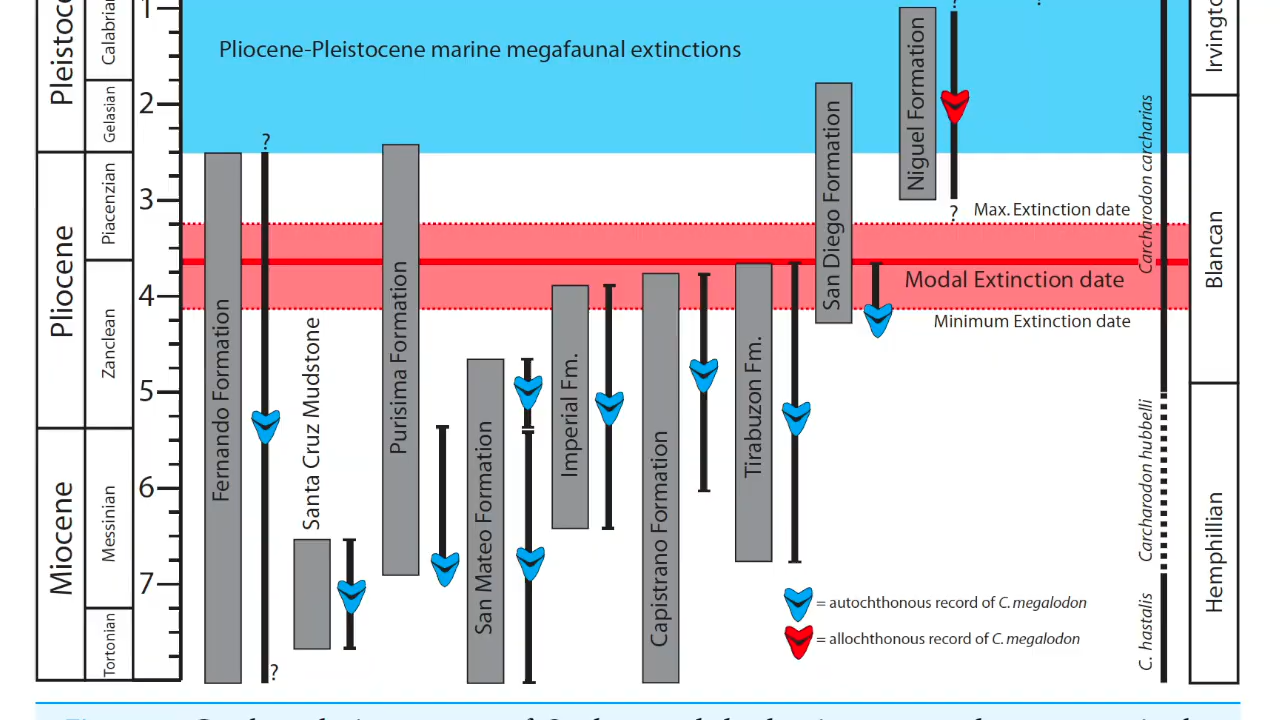 Pleistoce
Calabria
1
?
?
Irvingt
Pliocene-Pleistocene marine megafaunal extinctions
Gelasian
2
Niguel Formation
San Diego Formation
Carcharodon carcharias
?
Pliocene
Piacenzian
3
?
Max. Extinction date
Blancan
Modal Extinction date
4
Minimum Extinction date
Zanclean
Fernando Formation
Santa Cruz Mudstone
Purisima Formation
San Mateo Formation
Imperial Fm.
Capistrano Formation
Tirabuzon Fm.
5
Carcharodon hubbelli
Miocene
Messinian
6
Hemphillian
7
= autochthonous record of C. megalodon
= allochthonous record of C. megalodon
Tortonian
C. hastalis
?